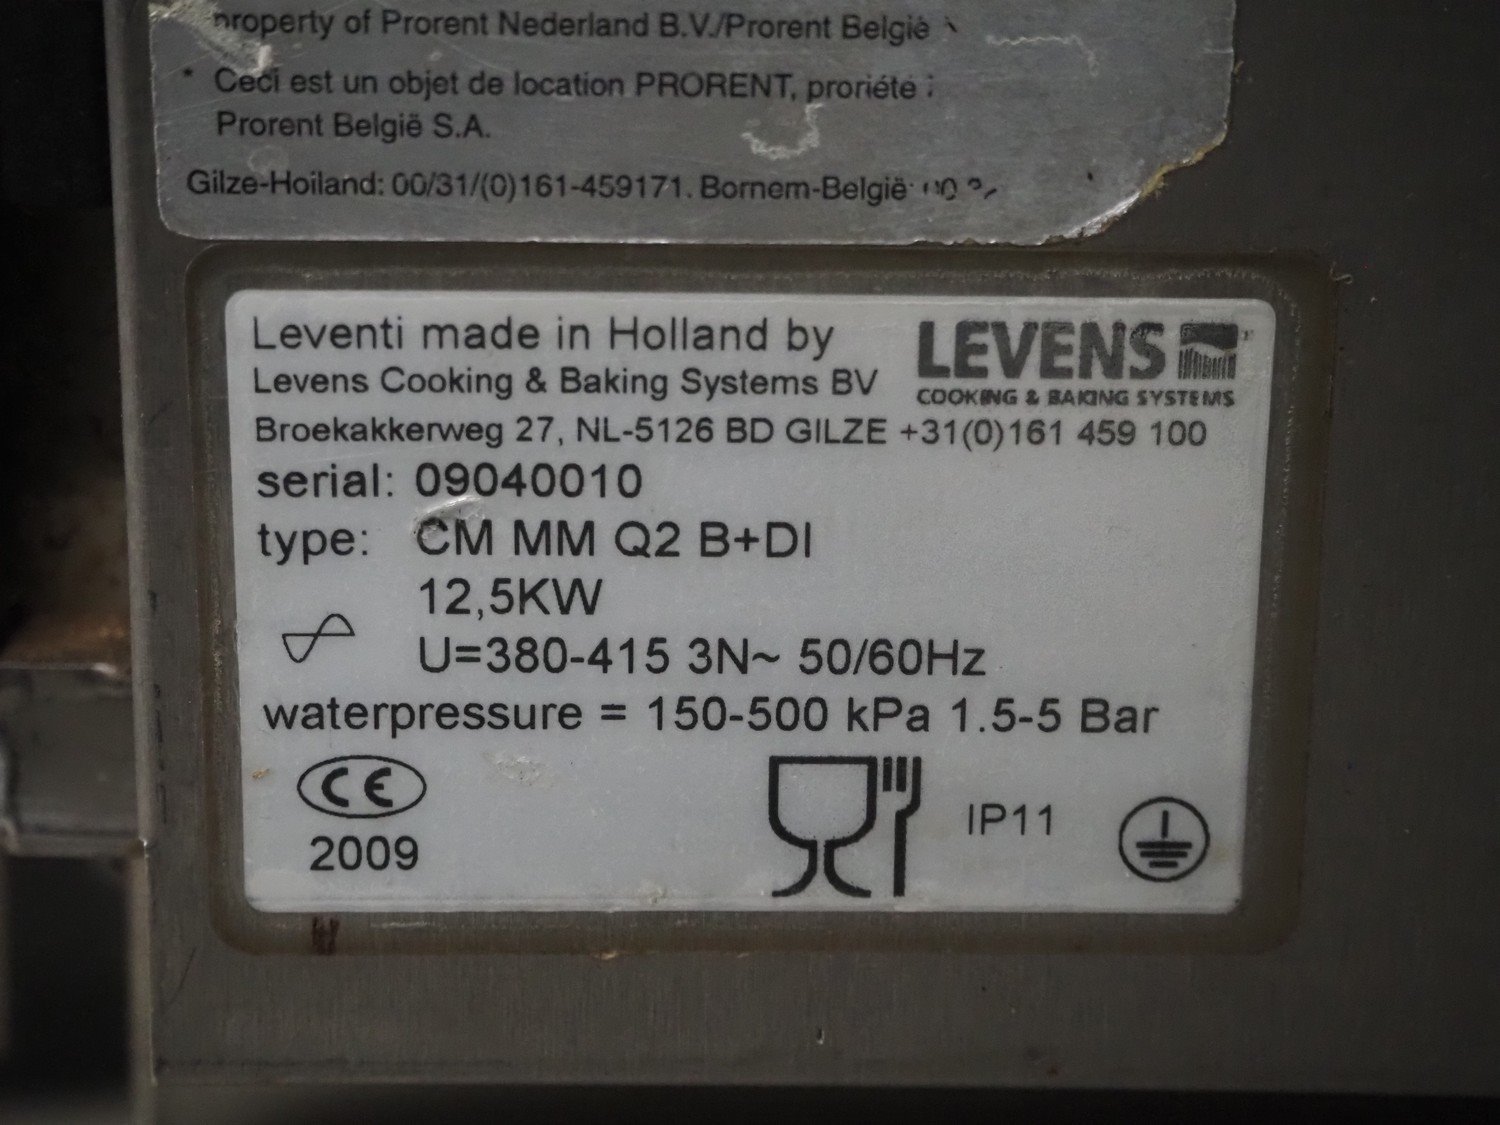 property of Prorent Nederland B.V./Prorent België
* Ceci est un objet de location PRORENT, proriété
Prorent België S.A.
Gilze-Holland: 00/31/(0)161-459171. Bornem-België:
Leventi made in Holland by
Levens Cooking & Baking Systems BV
LEVENS
COOKING & BAKING SYSTEMS
Broekakkerweg 27, NL-5126 BD GILZE +31(0)161 459 100
serial: 09040010
type: CM MM Q2 B+DI
12,5KW
U=380-415 3N~ 50/60Hz
waterpressure = 150-500 kPa 1.5-5 Bar
CE
2009
IP11